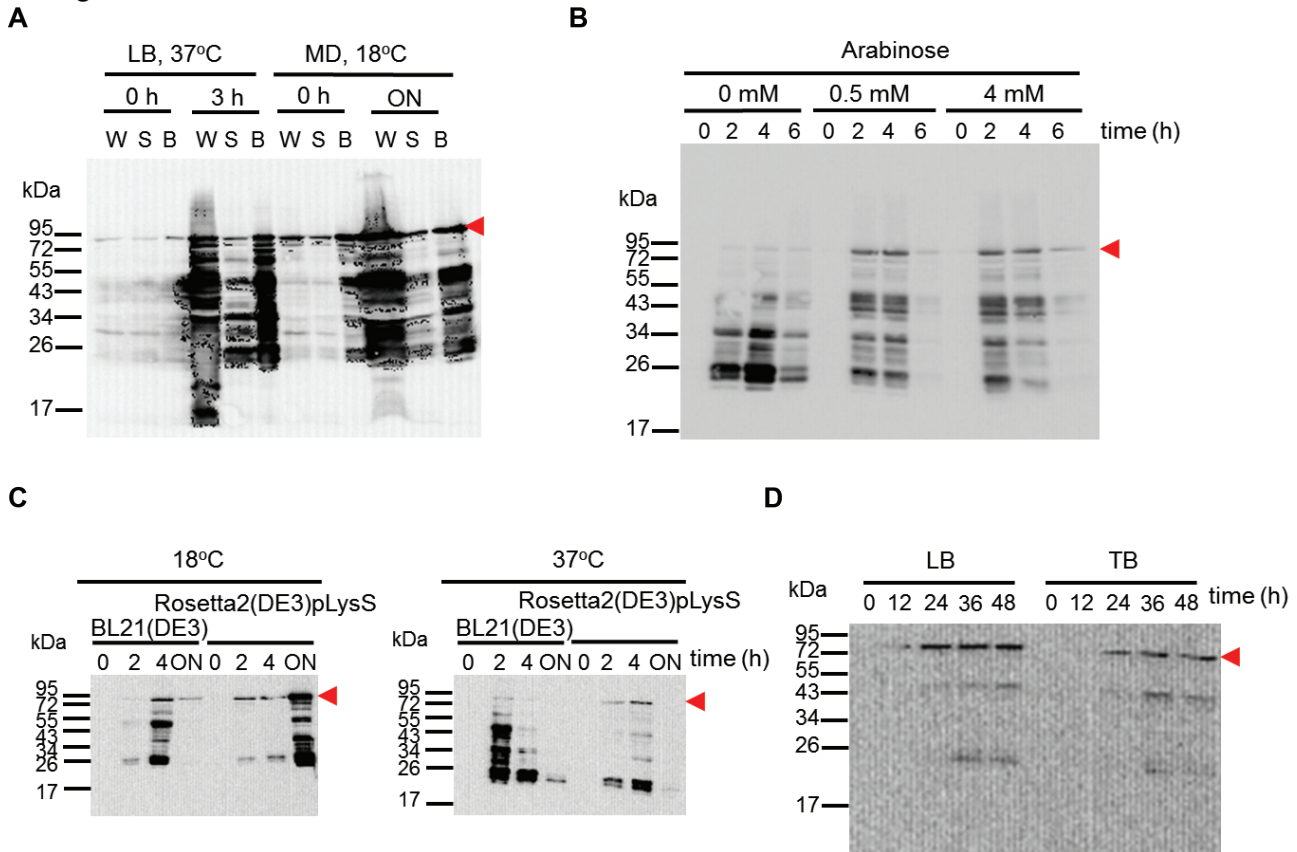 A
LB, 37°C MD, 18°C
0 h 3 h 0 h ON
W S B W S B W S B W S B
kDa
95
72
55
43
34
26
17
B
Arabinose
0 mM 0.5 mM 4 mM
0 2 4 6 0 2 4 6 0 2 4 6 time (h)
kDa
95
72
55
43
34
26
17
C
18°C
Rosetta2(DE3)pLysS
BL21(DE3)
kDa
0 2 4 ON 0 2 4 ON time (h)
95
72
55
43
34
26
17
37°C
Rosetta2(DE3)pLysS
BL21(DE3)
kDa
0 2 4 ON 0 2 4 ON time (h)
95
72
55
43
34
26
17
D
LB TB
kDa
0 12 24 36 48 0 12 24 36 48 time (h)
95
72
55
43
34
26
17